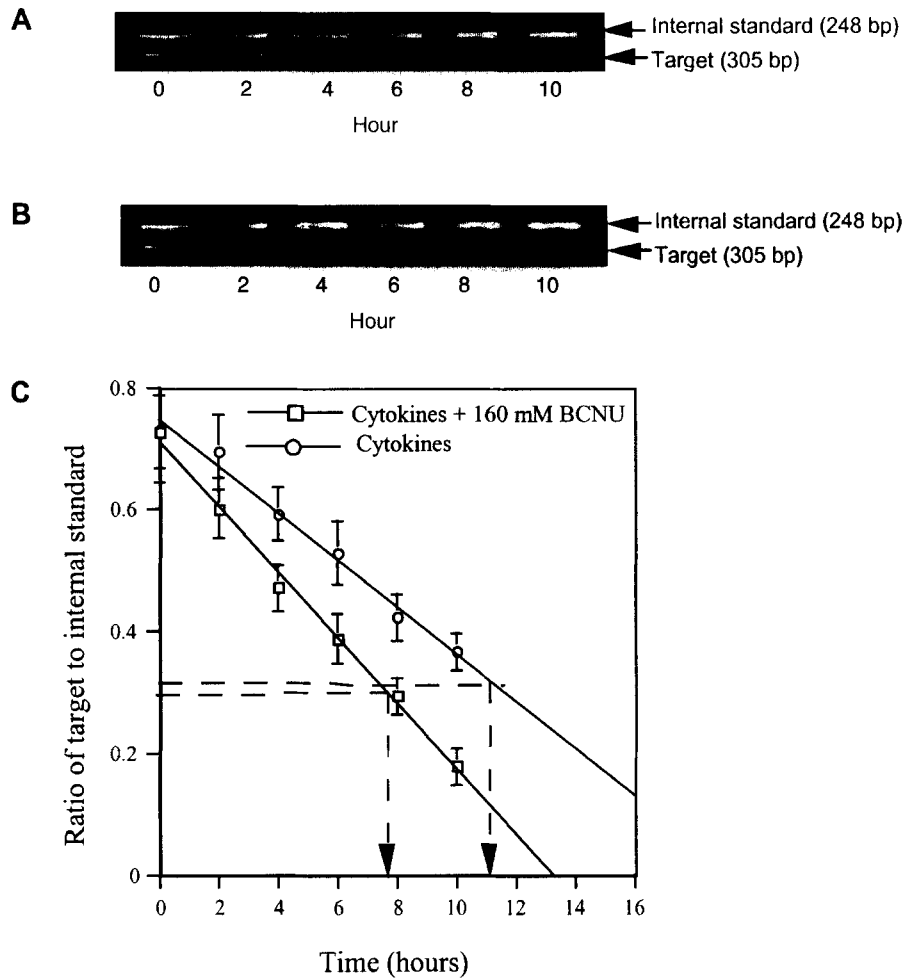 A
Internal standard (248 bp)
Target (305 bp)
0 2 4 6 8 10
Hour
B
Internal standard (248 bp)
Target (305 bp)
0 2 4 6 8 10
Hour
C
Cytokines + 160 mM BCNU
Cytokines
Ratio of target to internal standard
0.8
0.6
0.4
0.2
0
0 2 4 6 8 10 12 14 16
Time (hours)